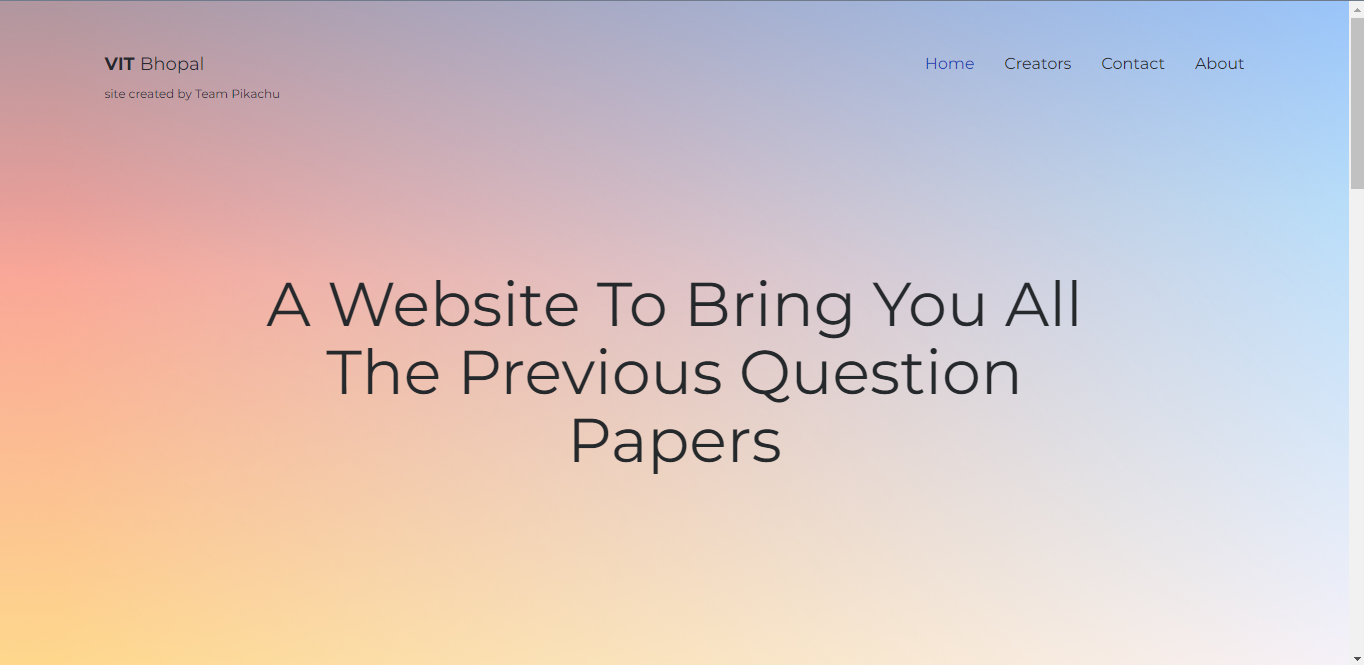 VIT Bhopal
site created by Team Pikachu
Home Creators Contact About
A Website To Bring You All
The Previous Question
Papers